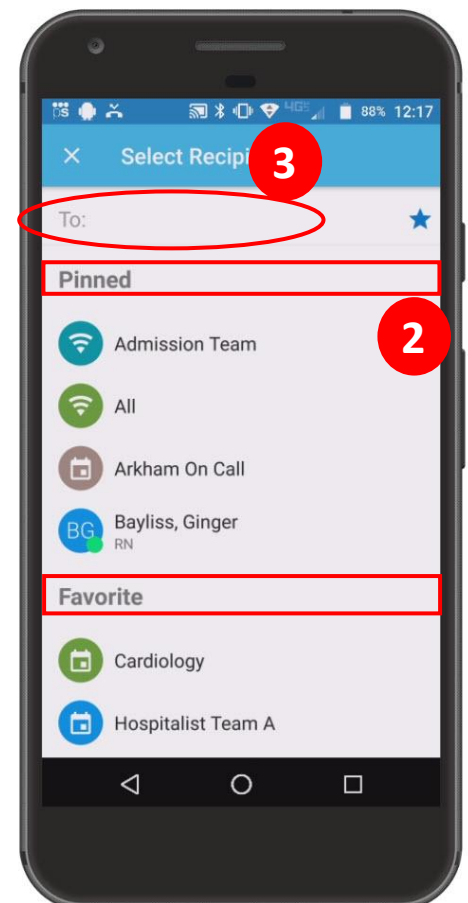 4G 88% 12:17
× Select Recipi
3
To:
Pinned
2
Admission Team
All
Arkham On Call
BG Bayliss, Ginger
RN
Favorite
Cardiology
Hospitalist Team A